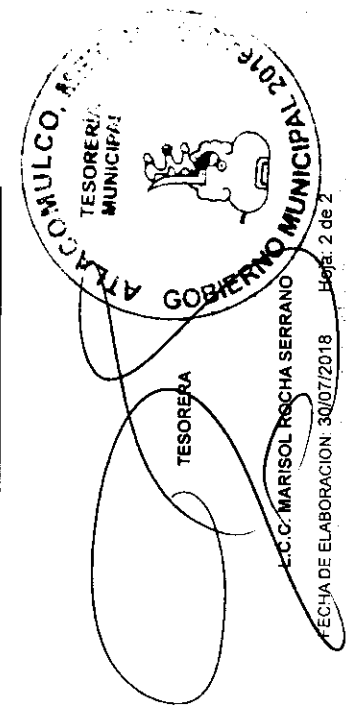 ATLACOMULCO,
TESORERIA
MUNICIPAL
GOBIERNO MUNICIPAL 2016
TESORERA
L.C.C. MARISOL ROCHA SERRANO
FECHA DE ELABORACION: 30/07/2018 Hoja: 2 de 2